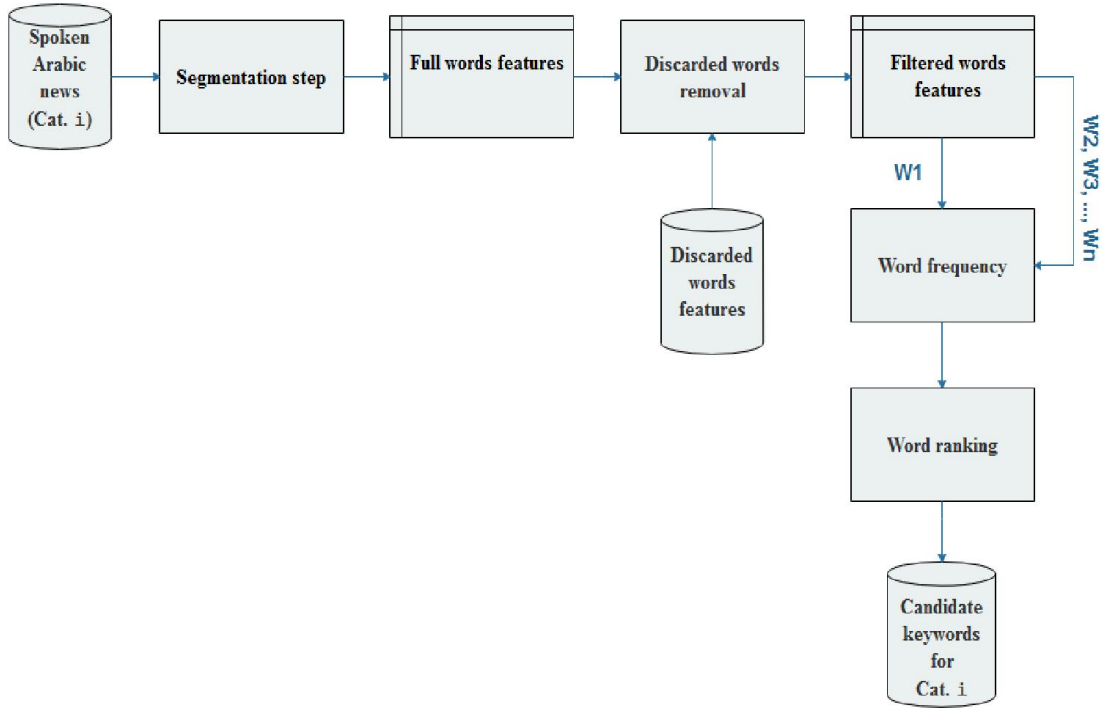 Spoken
Arabic
news
(Cat. i)
Segmentation step
Full words features
Discarded words
removal
Filtered words
features
W1
W2, W3, ..., Wn
Discarded
words
features
Word frequency
Word ranking
Candidate
keywords
for
Cat. i